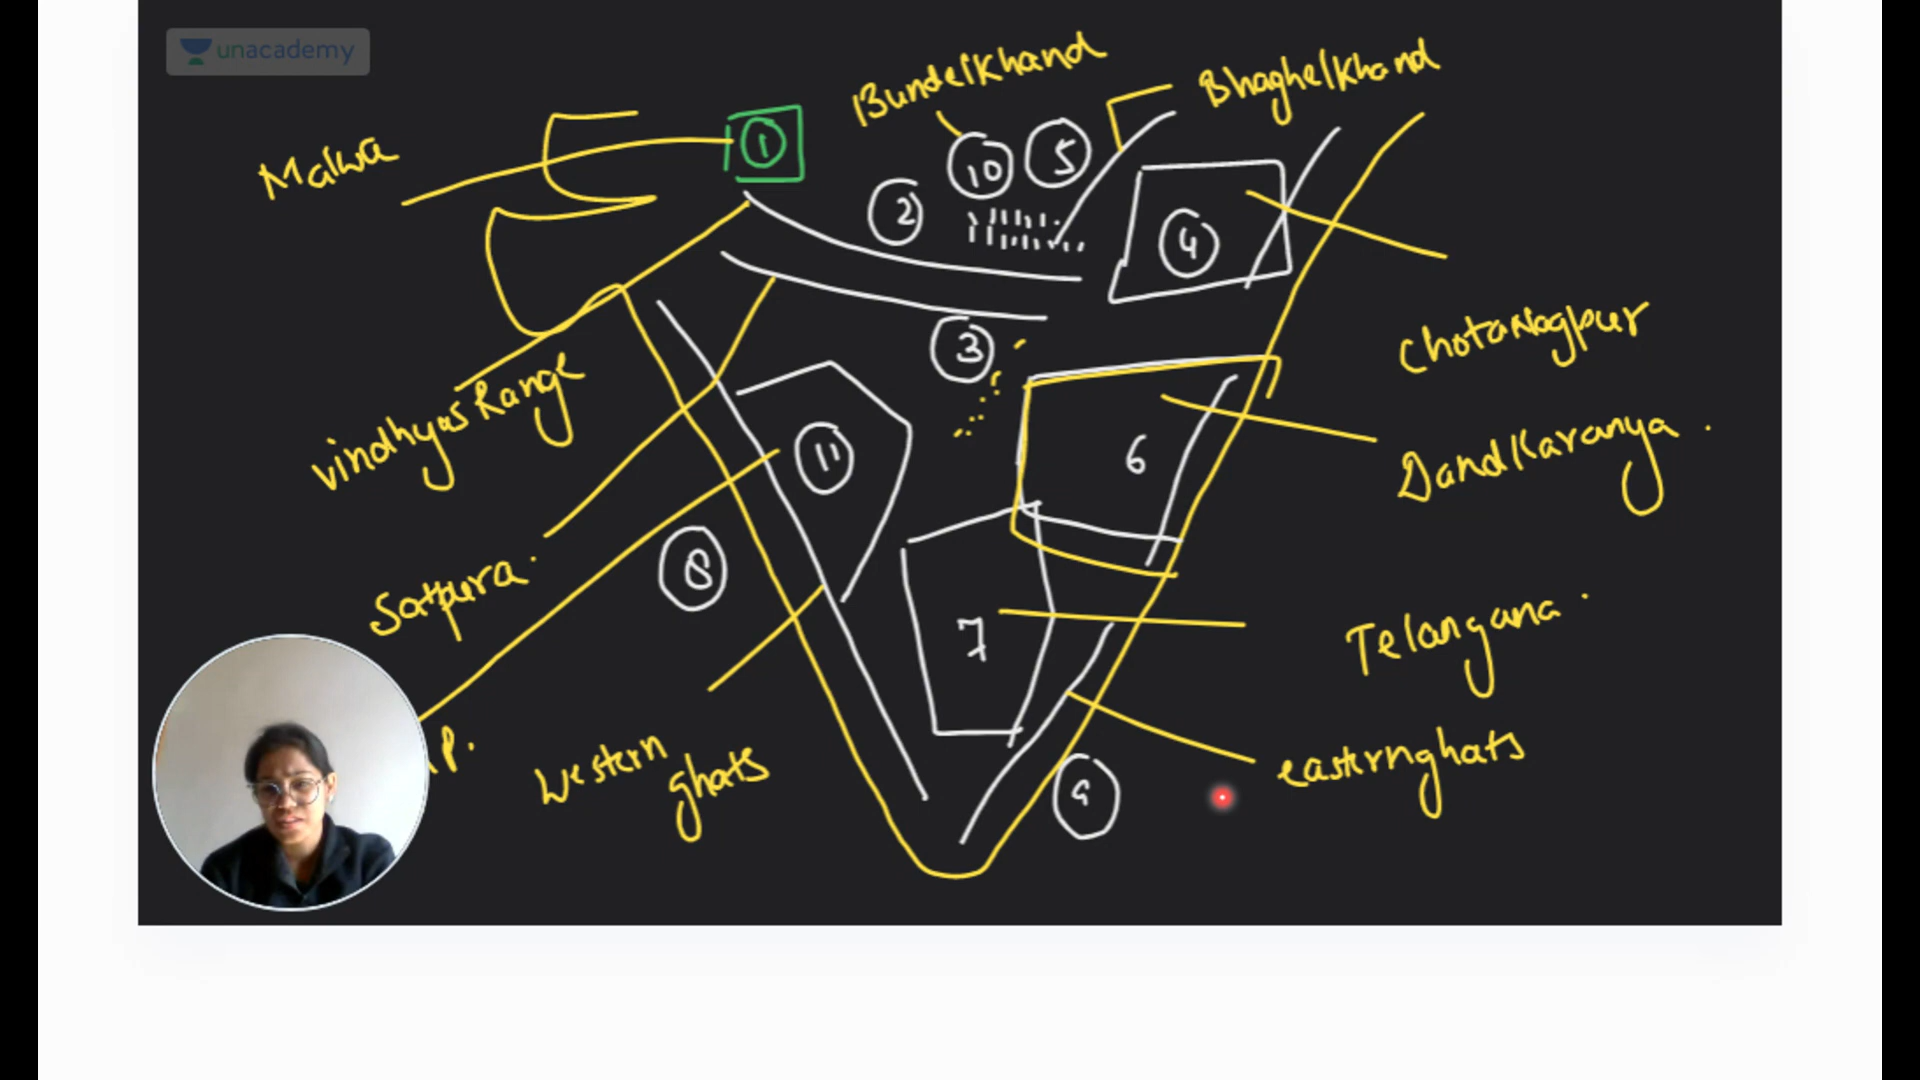 unacademy
Bundelkhand
Bhaghelkhand
Malwa
1
10
5
2
4
3
Chotanagpur
vindhyas Range
11
6
Dandkaranya.
8
Satpura.
7
Telangana.
P.
Western
ghats
easternghats
9